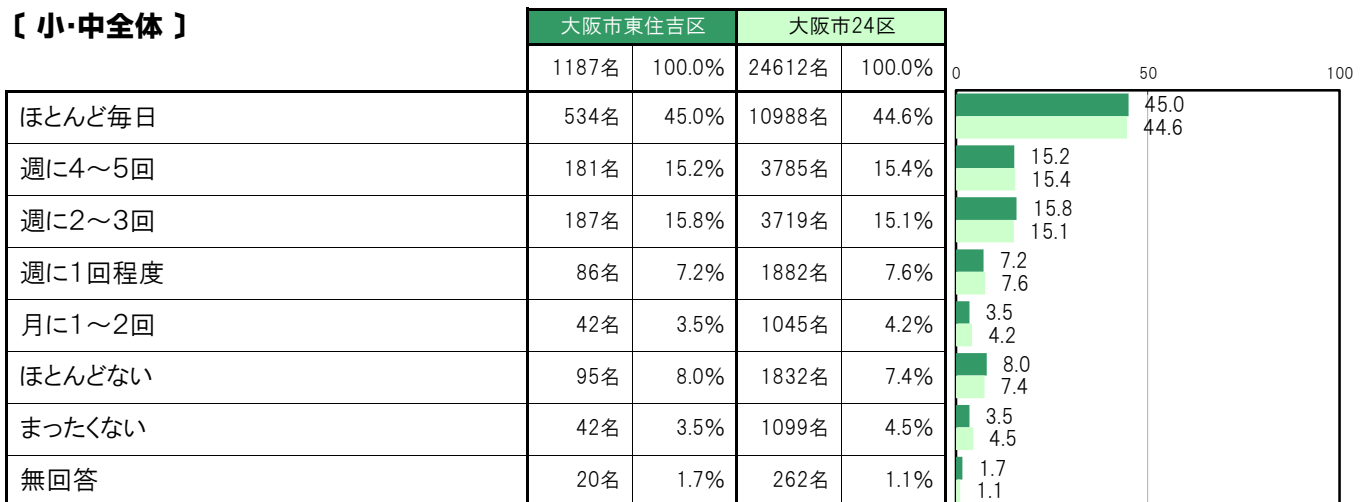 〔 小・中全体 〕
大阪市東住吉区 大阪市24区
1187名 100.0% 24612名 100.0% 0 50 100
ほとんど毎日 534名 45.0% 10988名 44.6% 45.0
44.6
週に4～5回 181名 15.2% 3785名 15.4% 15.2
15.4
週に2～3回 187名 15.8% 3719名 15.1% 15.8
15.1
週に1回程度 86名 7.2% 1882名 7.6% 7.2
7.6
月に1～2回 42名 3.5% 1045名 4.2% 3.5
4.2
ほとんどない 95名 8.0% 1832名 7.4% 8.0
7.4
まったくない 42名 3.5% 1099名 4.5% 3.5
4.5
無回答 20名 1.7% 262名 1.1% 1.7
1.1